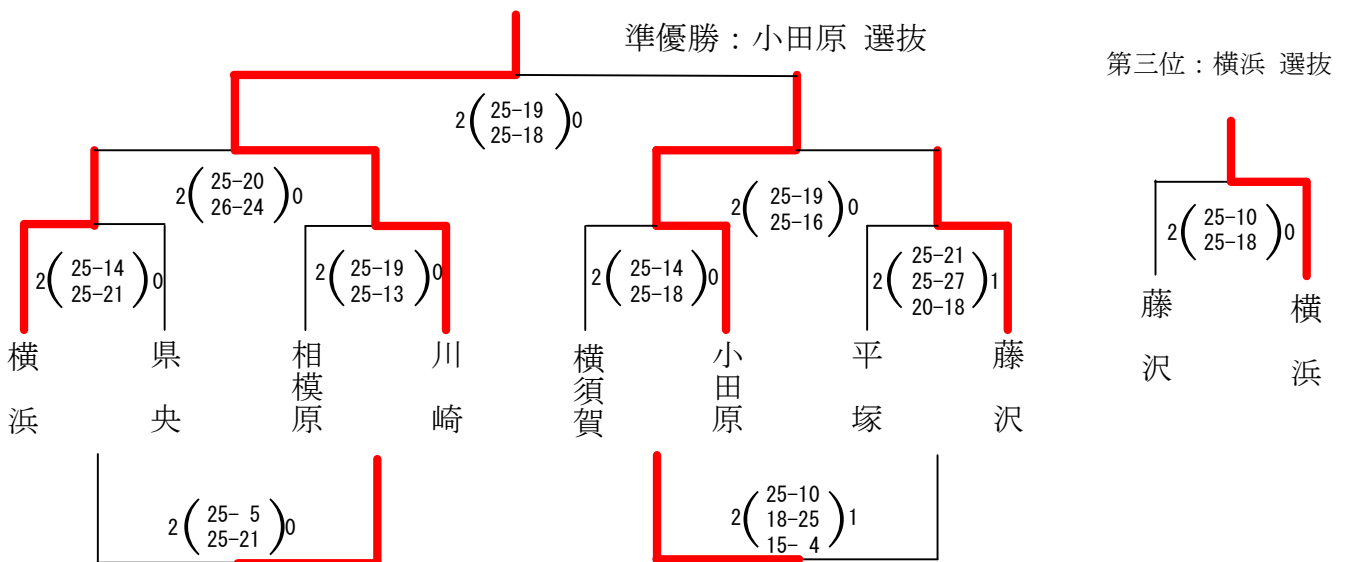 準優勝：小田原 選抜
第三位：横浜 選抜
2(25-19 25-18)0
2(25-20 26-24)0
2(25-19 25-16)0
2(25-10 25-18)0
2(25-14 25-21)0
2(25-19 25-13)0
2(25-14 25-18)0
2(25-21 25-27 20-18)1
藤沢
横浜
横浜
県央
相模原
川崎
横須賀
小田原
平塚
藤沢
2(25- 5 25-21)0
2(25-10 18-25 15- 4)1